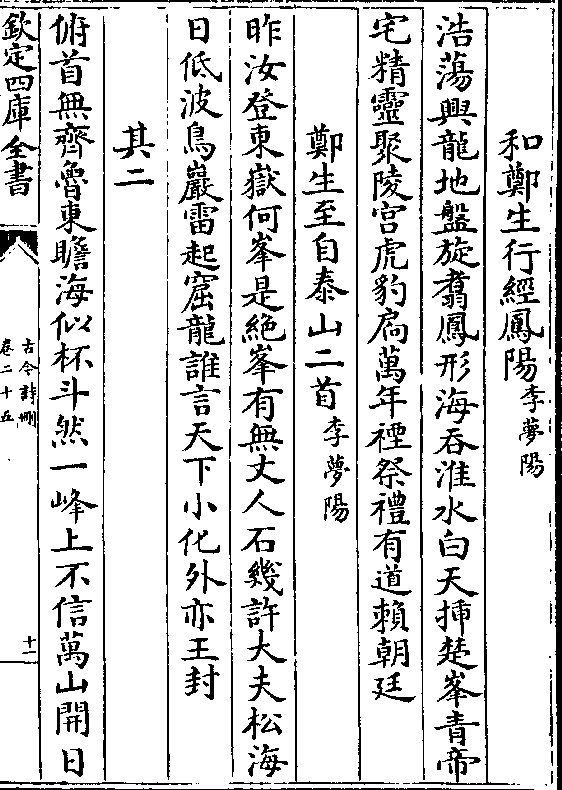 和鄭生行經鳳陽李夢陽
浩蕩興龍地盤旋翥鳳形海吞淮水白天插楚峯青帝
宅精靈聚陵宫虎豹扃萬年禋祭禮有道賴朝廷
鄭生至自泰山二首李夢陽
昨汝登東嶽何峯是絶峯有無丈人石幾許大夫松海
日低波鳥巖雷起窟龍誰言天下小化外亦王封
其二
俯首無齊魯東瞻海似杯斗然一峰上不信萬山開日
欽定四庫全書
古今詩刪
卷二十五
十二